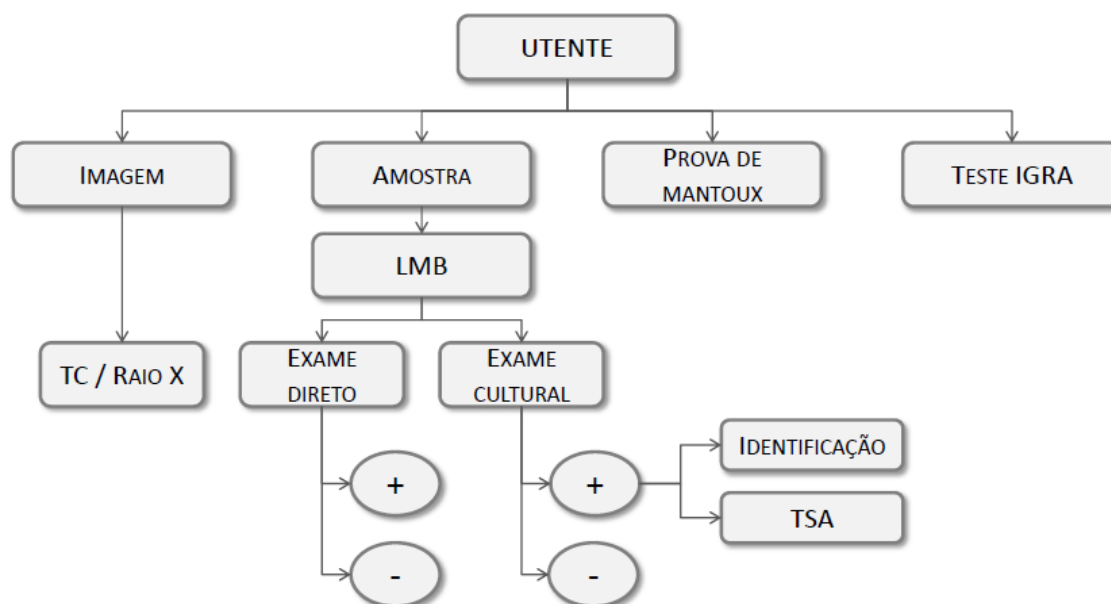 UTENTE
IMAGEM
AMOSTRA
PROVA DE
MANTOUX
TESTE IGRA
LMB
TC / RAIO X
EXAME
DIRETO
EXAME
CULTURAL
IDENTIFICAÇÃO
+
+
TSA
-
-